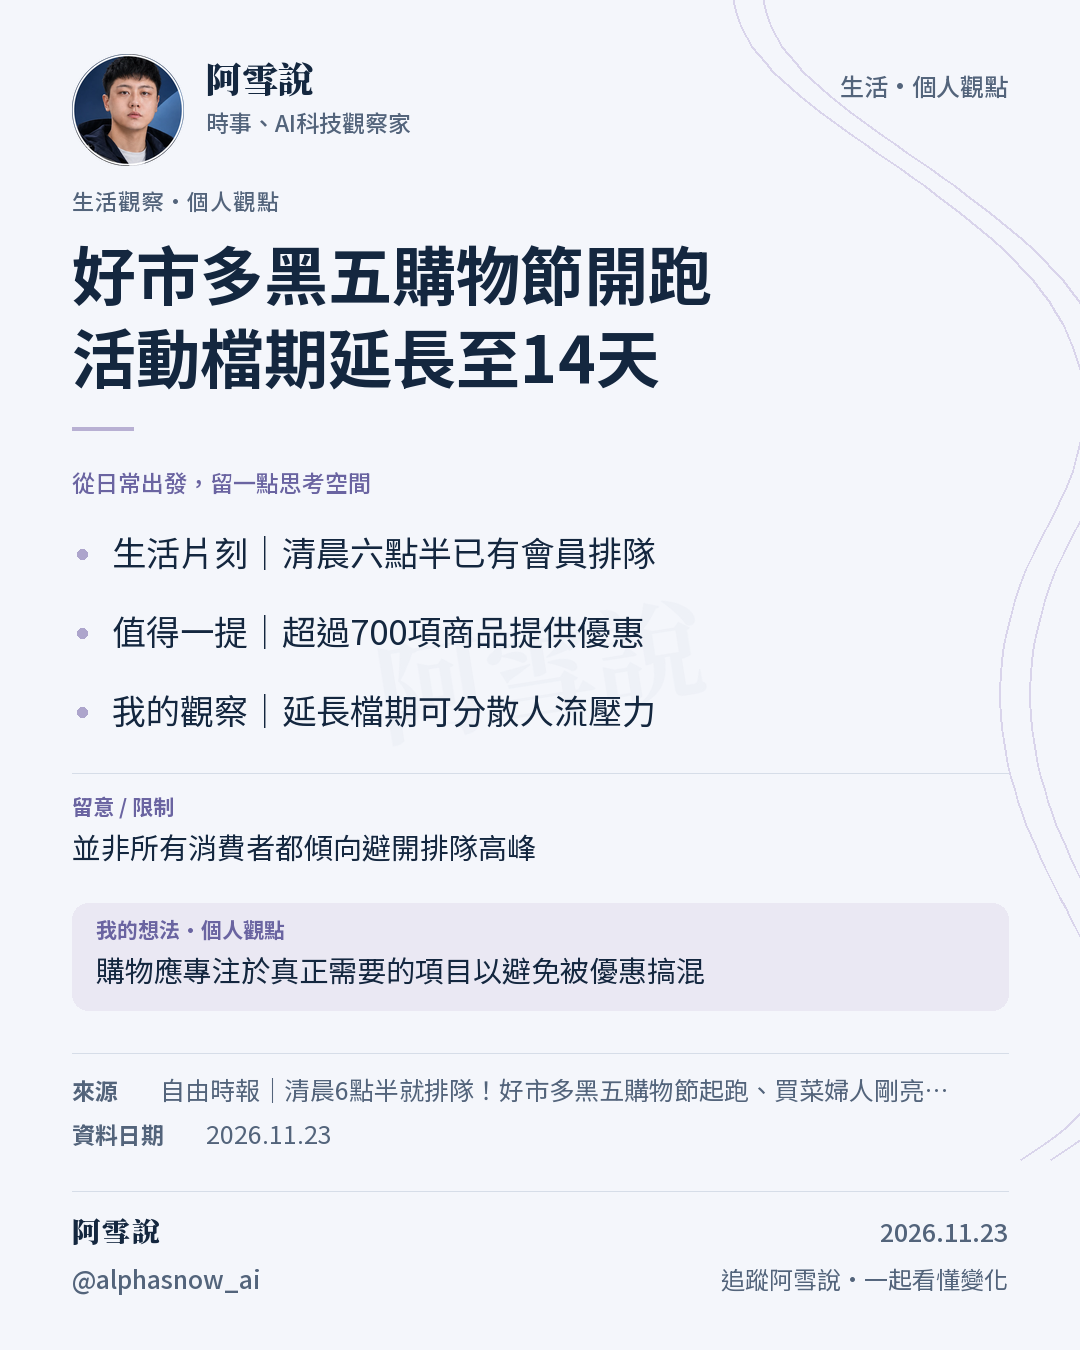 阿雪說
時事、AI科技觀察家
生活・個人觀點
生活觀察・個人觀點
好市多黑五購物節開跑
活動檔期延長至14天
從日常出發，留一點思考空間
生活片刻｜清晨六點半已有會員排隊
值得一提｜超過700項商品提供優惠
我的觀察｜延長檔期可分散人流壓力
阿雪說
留意 / 限制
並非所有消費者都傾向避開排隊高峰
我的想法・個人觀點
購物應專注於真正需要的項目以避免被優惠搞混
來源 自由時報｜清晨6點半就排隊！好市多黑五購物節起跑、買菜婦人剛亮…
資料日期 2026.11.23
阿雪說
2026.11.23
@alphasnow_ai
追蹤阿雪說・一起看懂變化